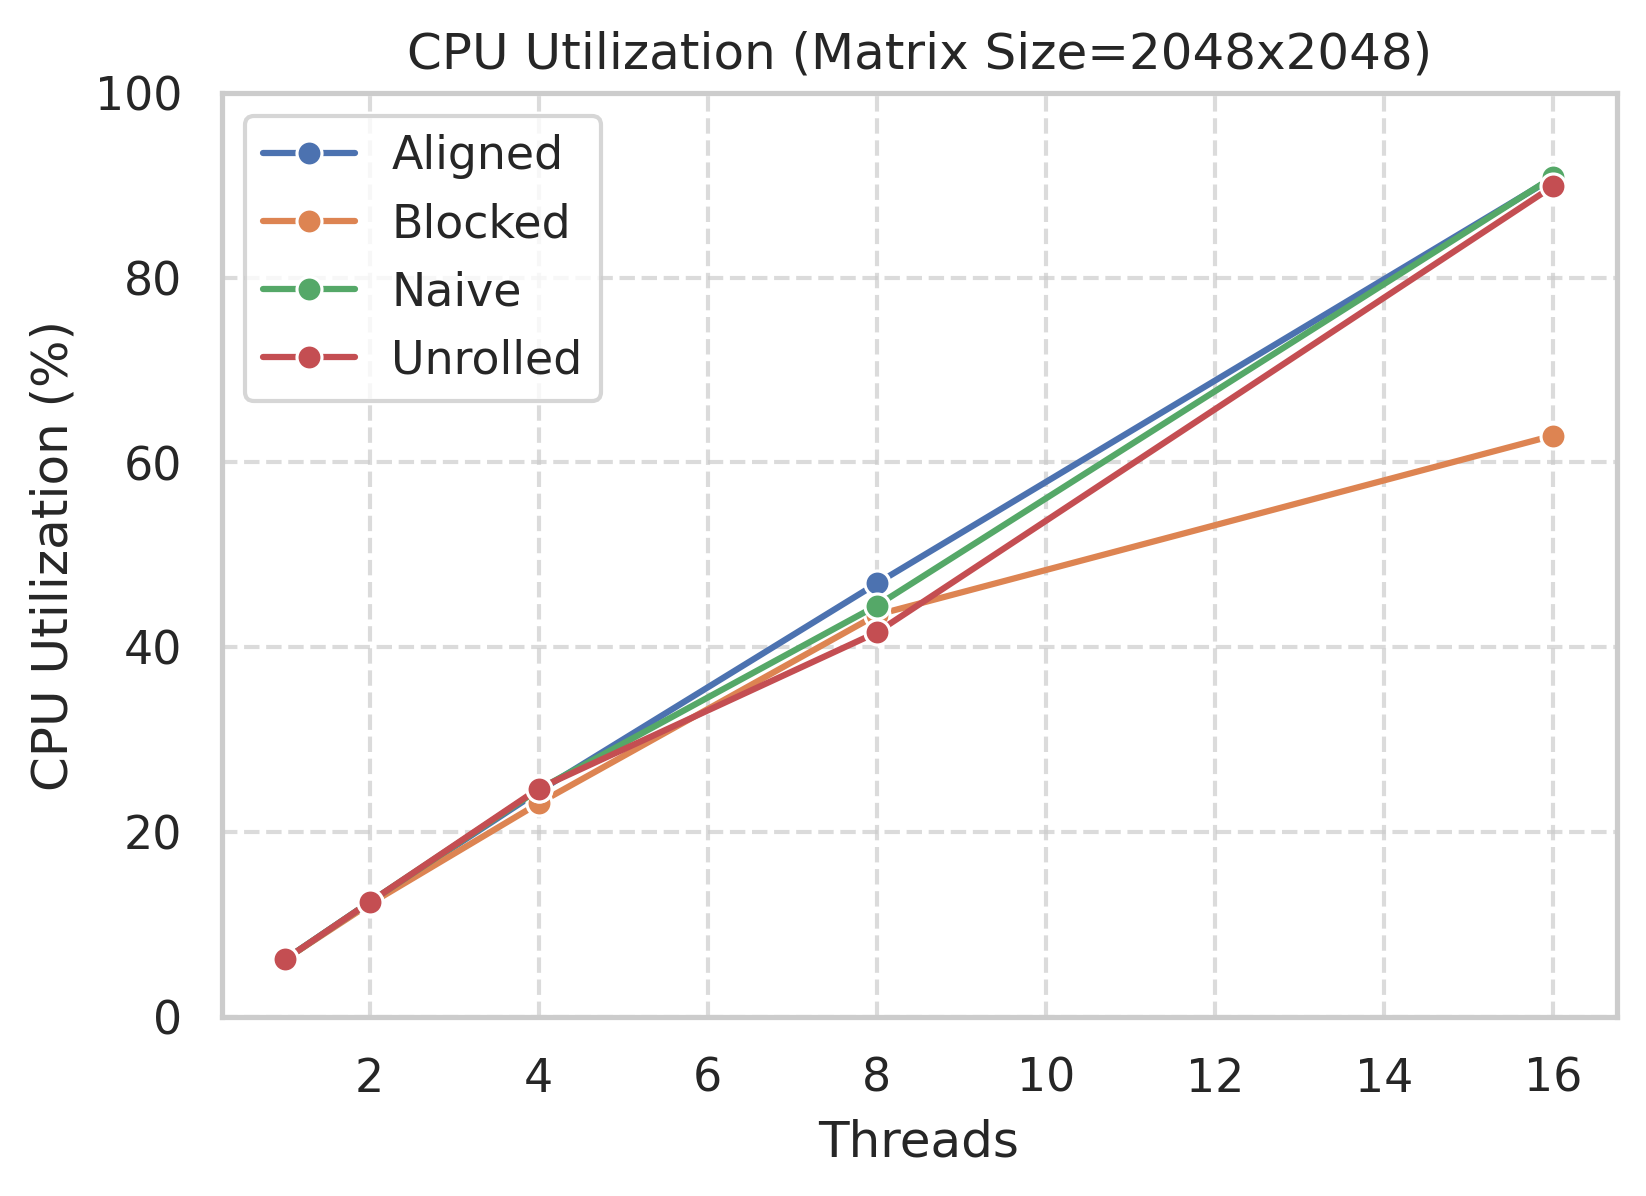 CPU Utilization (Matrix Size=2048x2048)
100
80
60
40
20
0
CPU Utilization (%)
Aligned
Blocked
Naive
Unrolled
2 4 6 8 10 12 14 16
Threads